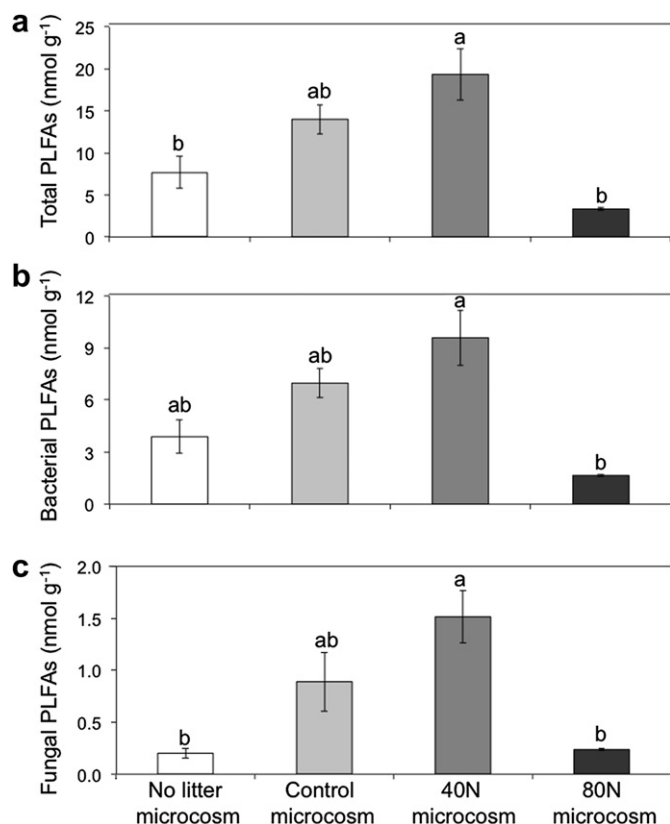 a
Total PLFAs (nmol g-1)
25
20
15
10
5
0
b
ab
a
b
b
Bacterial PLFAs (nmol g-1)
12
9
6
3
0
ab
ab
a
b
c
Fungal PLFAs (nmol g-1)
2.0
1.5
1.0
0.5
0.0
b
ab
a
b
No litter Control 40N 80N
microcosm microcosm microcosm microcosm